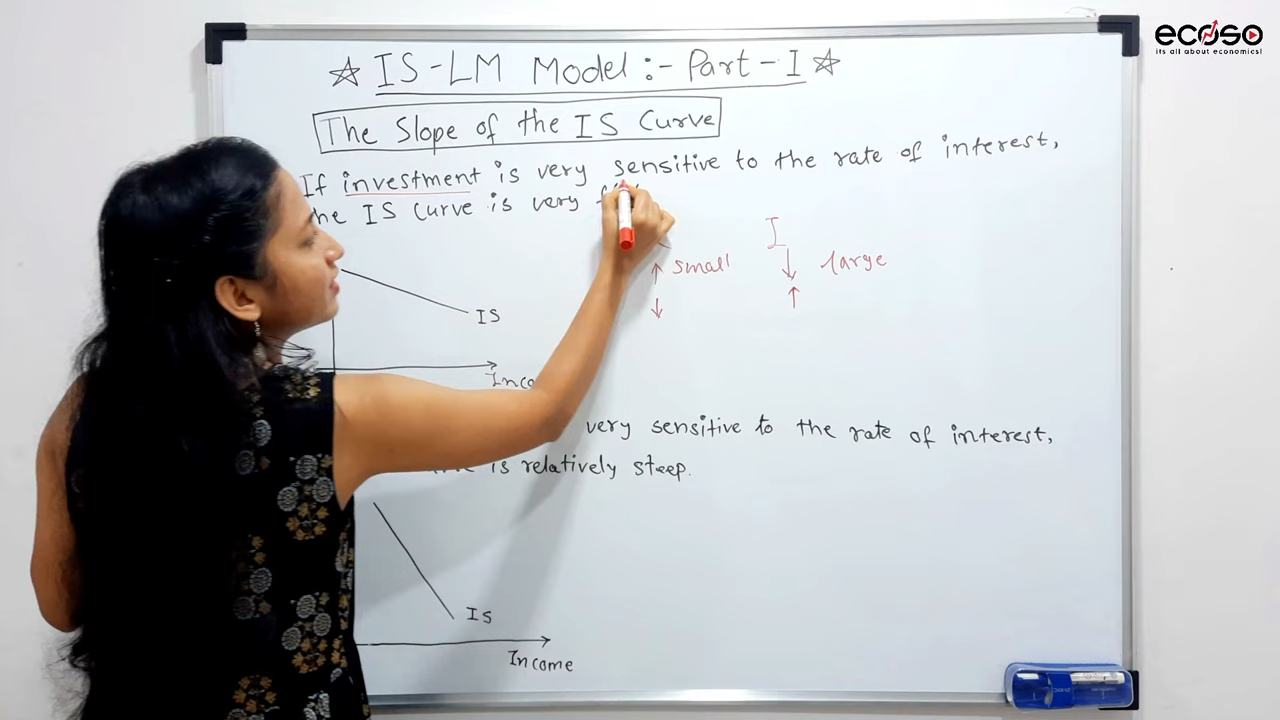 ecoso
its all about economics!
☆ IS-LM Model :- Part-I ☆
The Slope of the IS Curve
If investment is very sensitive to the rate of interest,
the IS Curve is very
I
small large
↑ ↓
↓ ↑
IS
very sensitive to the rate of interest,
is relatively steep.
IS
Income